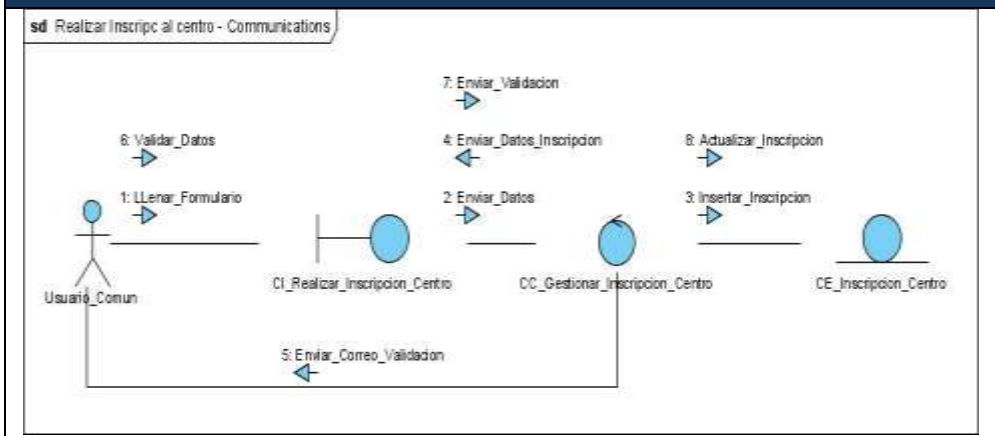 sd Realizar Inscripc al centro - Communications
7: Enviar_Validacion
6: Validar_Datos
4: Enviar_Datos_Inscripcion
8: Actualizar_Inscripcion
1: LLenar_Formulario
2: Enviar_Datos
3: Insertar_Inscripcion
Usuario_Comun
CI_Realizar_Inscripcion_Centro
CC_Gestionar_Inscripcion_Centro
CE_Inscripcion_Centro
5: Enviar_Correo_Validacion